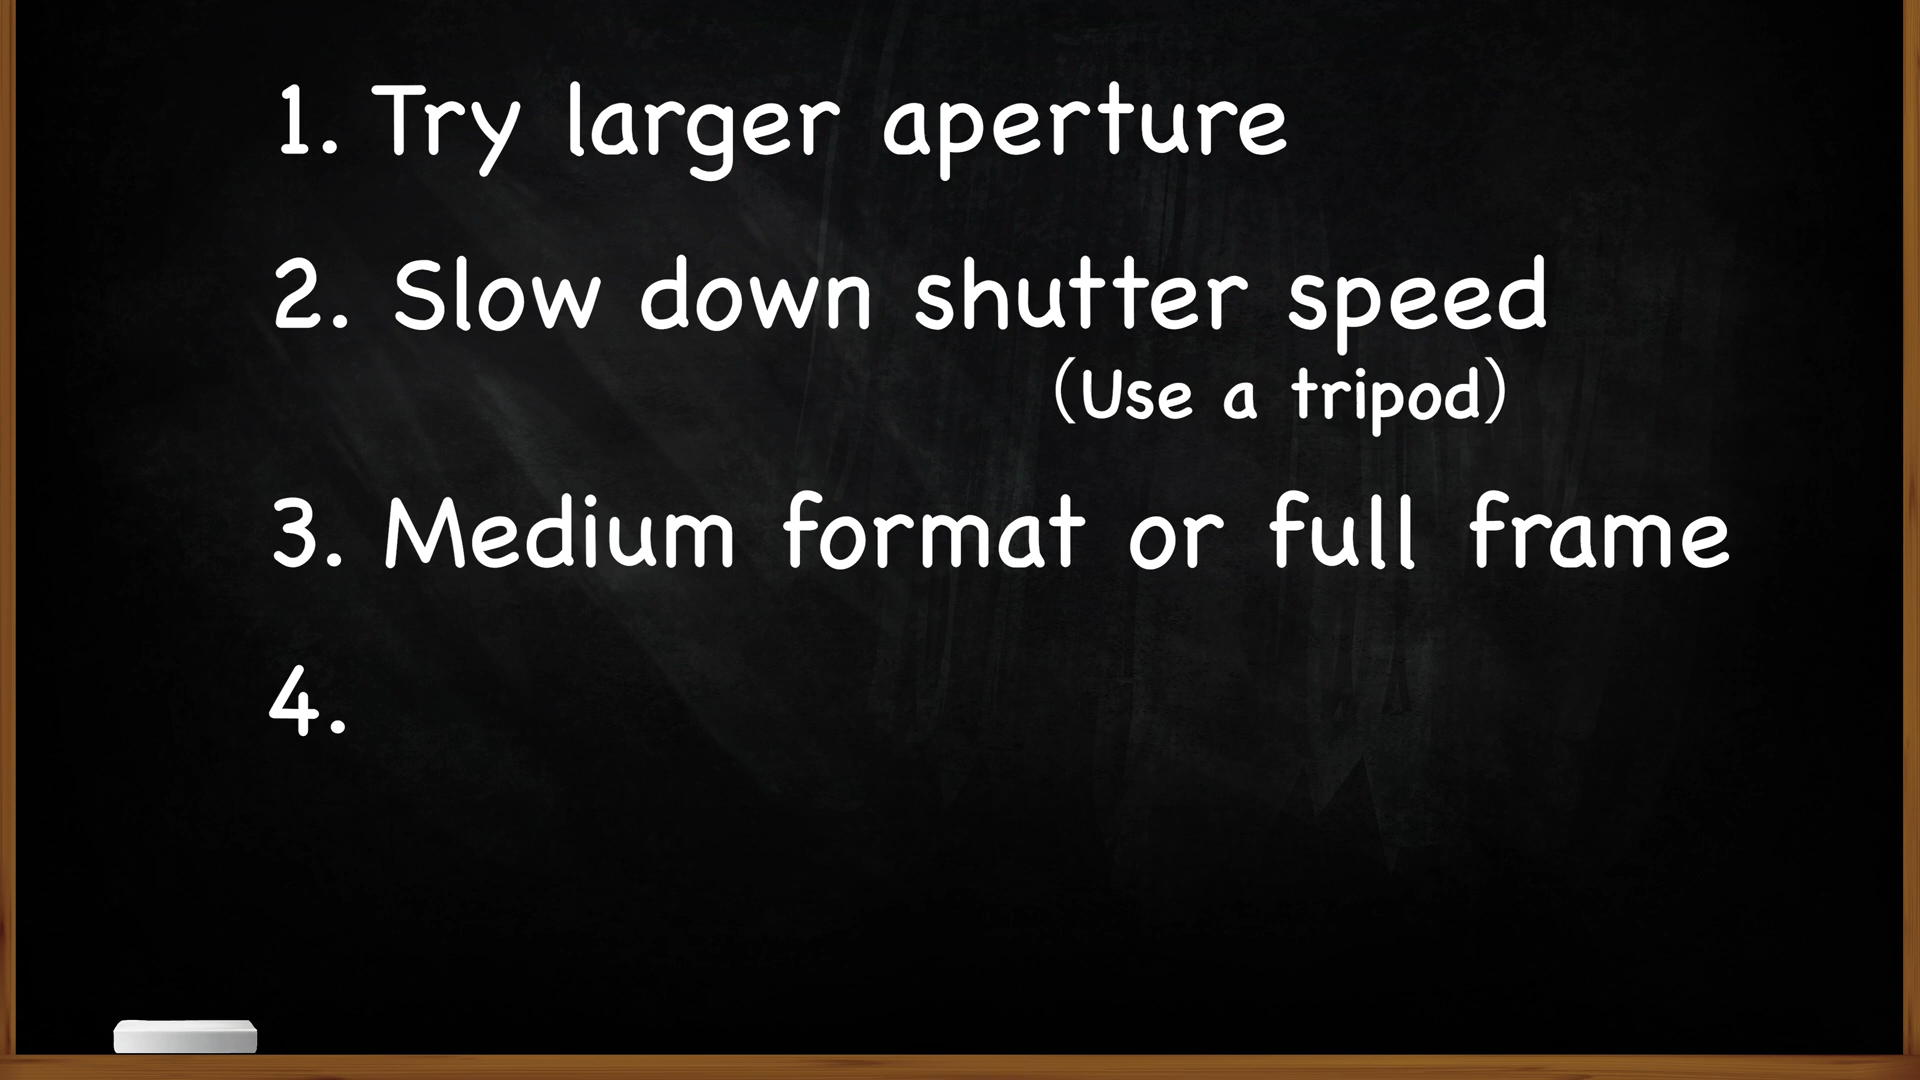 1. Try larger aperture
2. Slow down shutter speed
(Use a tripod)
3. Medium format or full frame
4.